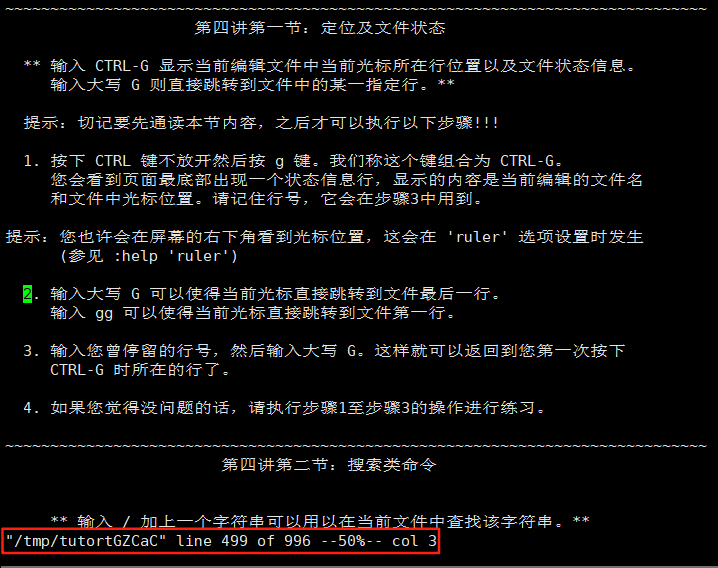 ~~~~~~~~~~~~~~~~~~~~~~~~~~~~~~~~~~~~~~~~~~~~~~~~~~~~~~~~~~~~~~~~~~~~~~~~~~~~~~
第四讲第一节：定位及文件状态
** 输入 CTRL-G 显示当前编辑文件中当前光标所在行位置以及文件状态信息。
输入大写 G 则直接跳转到文件中的某一指定行。**
提示：切记要先通读本节内容，之后才可以执行以下步骤!!!
1. 按下 CTRL 键不放开然后按 g 键。我们称这个键组合为 CTRL-G。
您会看到页面最底部出现一个状态信息行，显示的内容是当前编辑的文件名
和文件中光标位置。请记住行号，它会在步骤3中用到。
提示：您也许会在屏幕的右下角看到光标位置，这会在 'ruler' 选项设置时发生
(参见 :help 'ruler')
2. 输入大写 G 可以使得当前光标直接跳转到文件最后一行。
输入 gg 可以使得当前光标直接跳转到文件第一行。
3. 输入您曾停留的行号，然后输入大写 G。这样就可以返回到您第一次按下
CTRL-G 时所在的行了。
4. 如果您觉得没问题的话，请执行步骤1至步骤3的操作进行练习。
~~~~~~~~~~~~~~~~~~~~~~~~~~~~~~~~~~~~~~~~~~~~~~~~~~~~~~~~~~~~~~~~~~~~~~~~~~~~~~
第四讲第二节：搜索类命令
** 输入 / 加上一个字符串可以用以在当前文件中查找该字符串。**
"/tmp/tutortGZCaC" line 499 of 996 --50%-- col 3